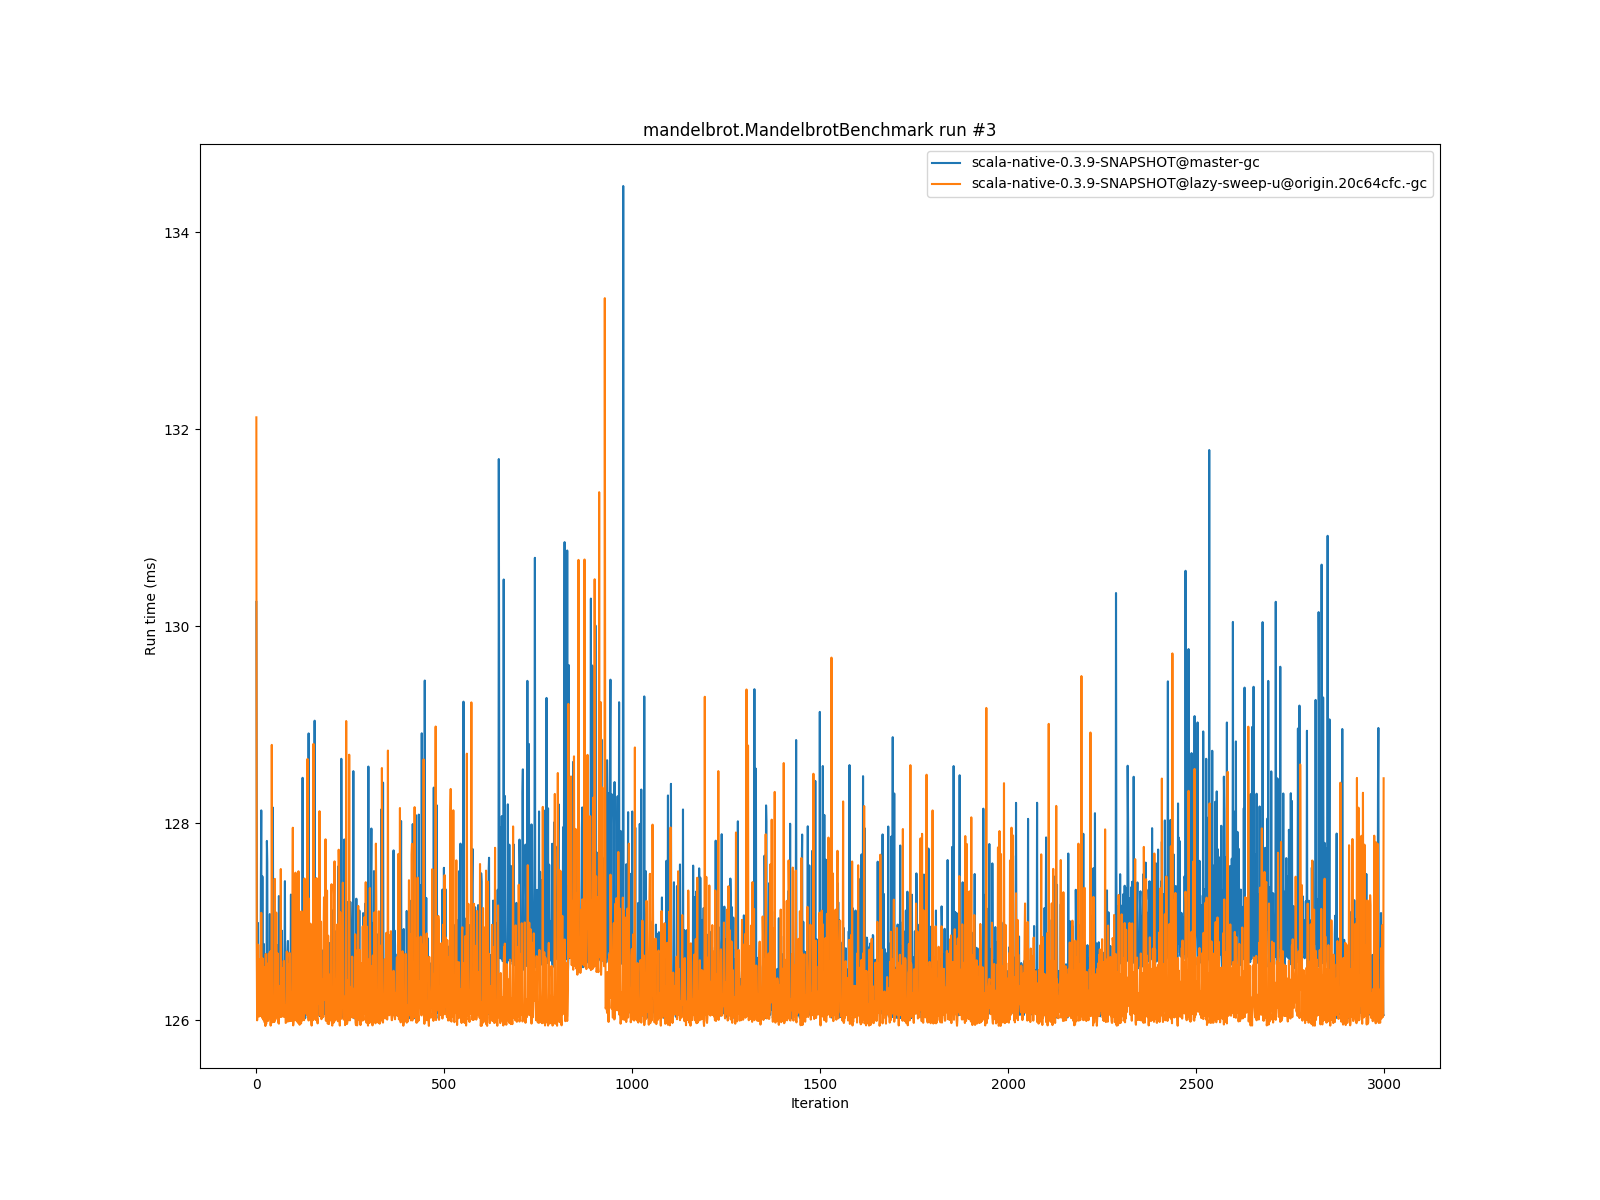 mandelbrot.MandelbrotBenchmark run #3
scala-native-0.3.9-SNAPSHOT@master-gc
scala-native-0.3.9-SNAPSHOT@lazy-sweep-u@origin.20c64cfc.-gc
134
132
130
128
126
Run time (ms)
0
500
1000
1500
2000
2500
3000
Iteration